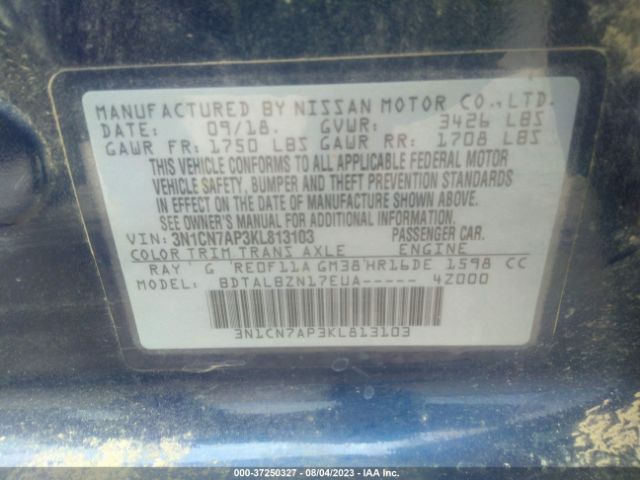 MANUFACTURED BY NISSAN MOTOR CO., LTD.
DATE: 09/18. GVWR: 3426 LBS
GAWR FR: 1750 LBS GAWR RR: 1708 LBS
THIS VEHICLE CONFORMS TO ALL APPLICABLE FEDERAL MOTOR
VEHICLE SAFETY, BUMPER AND THEFT PREVENTION STANDARDS
IN EFFECT ON THE DATE OF MANUFACTURE SHOWN ABOVE.
SEE OWNER'S MANUAL FOR ADDITIONAL INFORMATION.
VIN: 3N1CN7AP3KL813103 PASSENGER CAR.
COLOR TRIM TRANS AXLE ENGINE
RAY G RE0F11A GM38 HR16DE 1598 CC
MODEL: BDTALBZN17EUA----- 4Z000
3N1CN7AP3KL813103
000-37250327 - 08/04/2023 - IAA Inc.